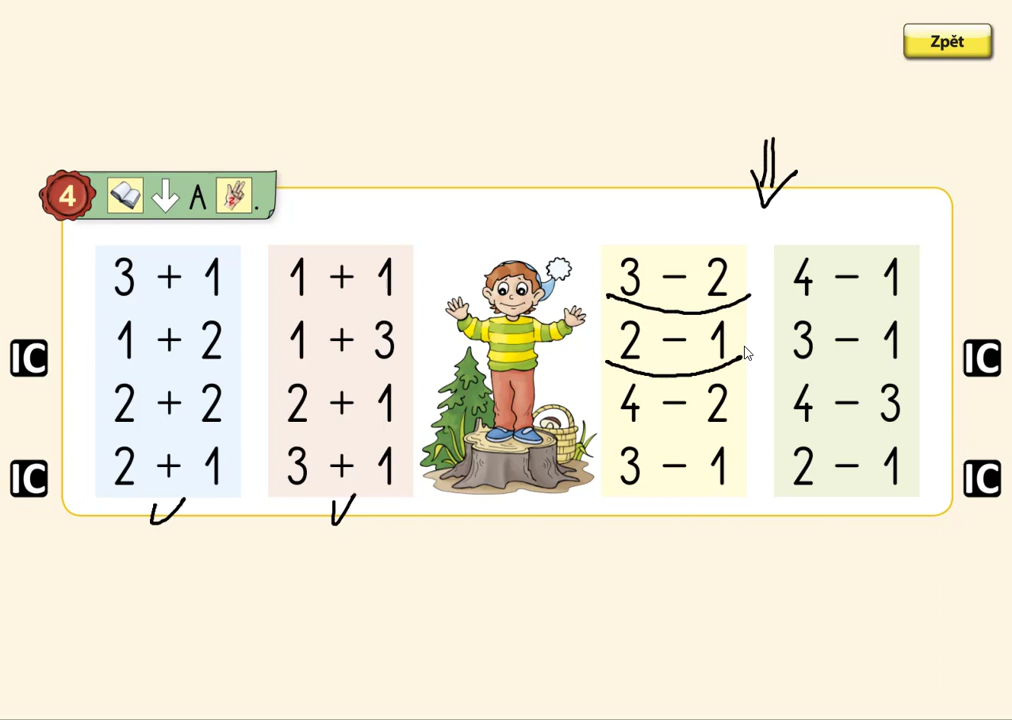 Zpět
4 A .
3 + 1
1 + 2
2 + 2
2 + 1
1 + 1
1 + 3
2 + 1
3 + 1
3 − 2
2 − 1
4 − 2
3 − 1
4 − 1
3 − 1
4 − 3
2 − 1
IC
IC
IC
IC